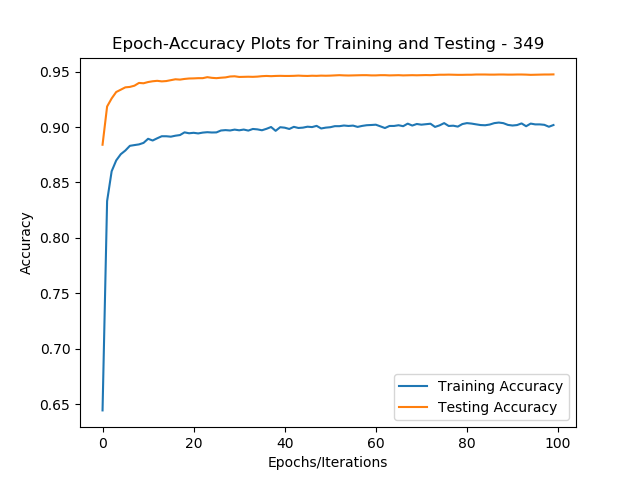 Epoch-Accuracy Plots for Training and Testing - 349
Accuracy
0.95
0.90
0.85
0.80
0.75
0.70
0.65
Training Accuracy
Testing Accuracy
0 20 40 60 80 100
Epochs/Iterations